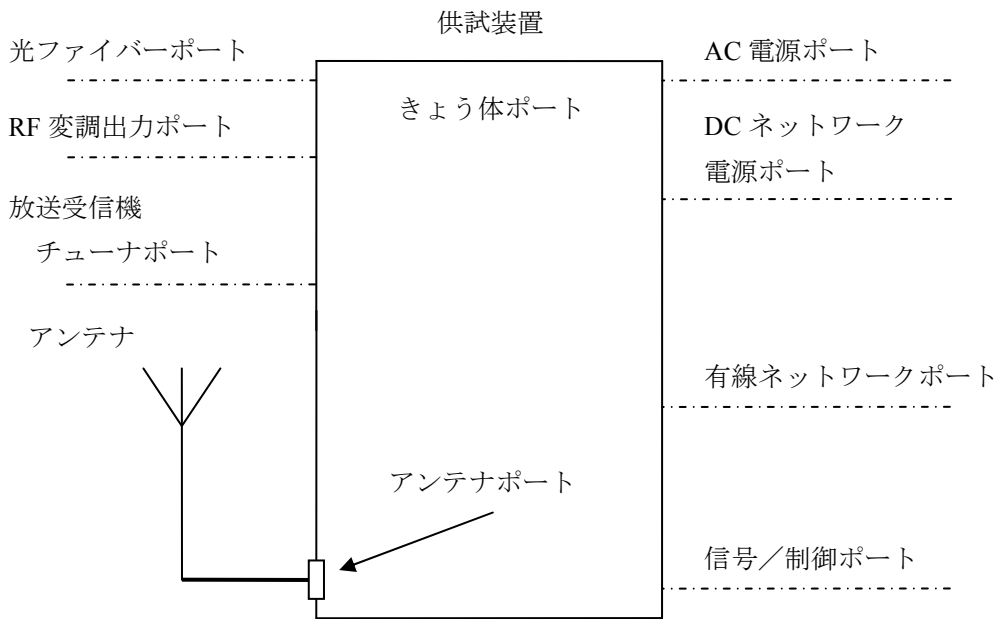 供試装置
光ファイバーポート
AC 電源ポート
きょう体ポート
RF 変調出力ポート
DC ネットワーク
電源ポート
放送受信機
チューナポート
アンテナ
有線ネットワークポート
アンテナポート
信号／制御ポート